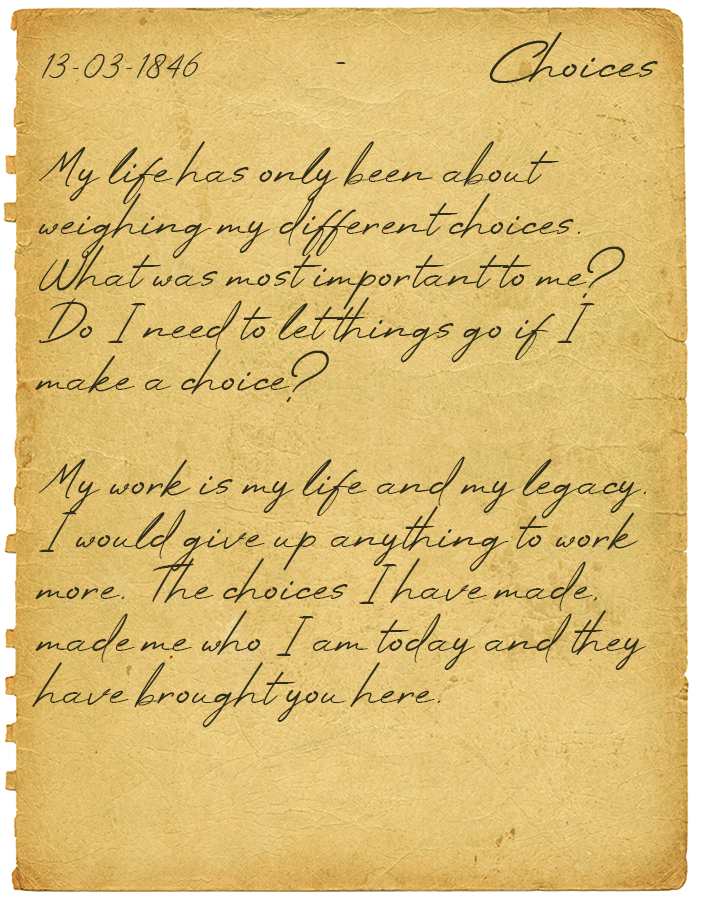 13-03-1846 - Choices
My life has only been about
weighing my different choices.
What was most important to me?
Do I need to let things go if I
make a choice?
My work is my life and my legacy.
I would give up anything to work
more. The choices I have made,
made me who I am today and they
have brought you here.